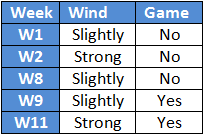 Week Wind Game
W1 Slightly No
W2 Strong No
W8 Slightly No
W9 Slightly Yes
W11 Strong Yes